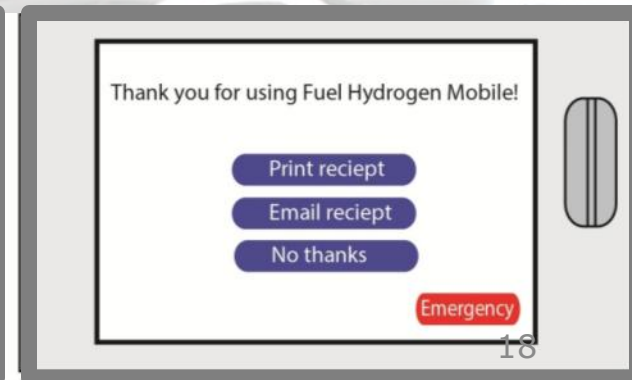 Thank you for using Fuel Hydrogen Mobile!
Print reciept
Email reciept
No thanks
Emergency
18